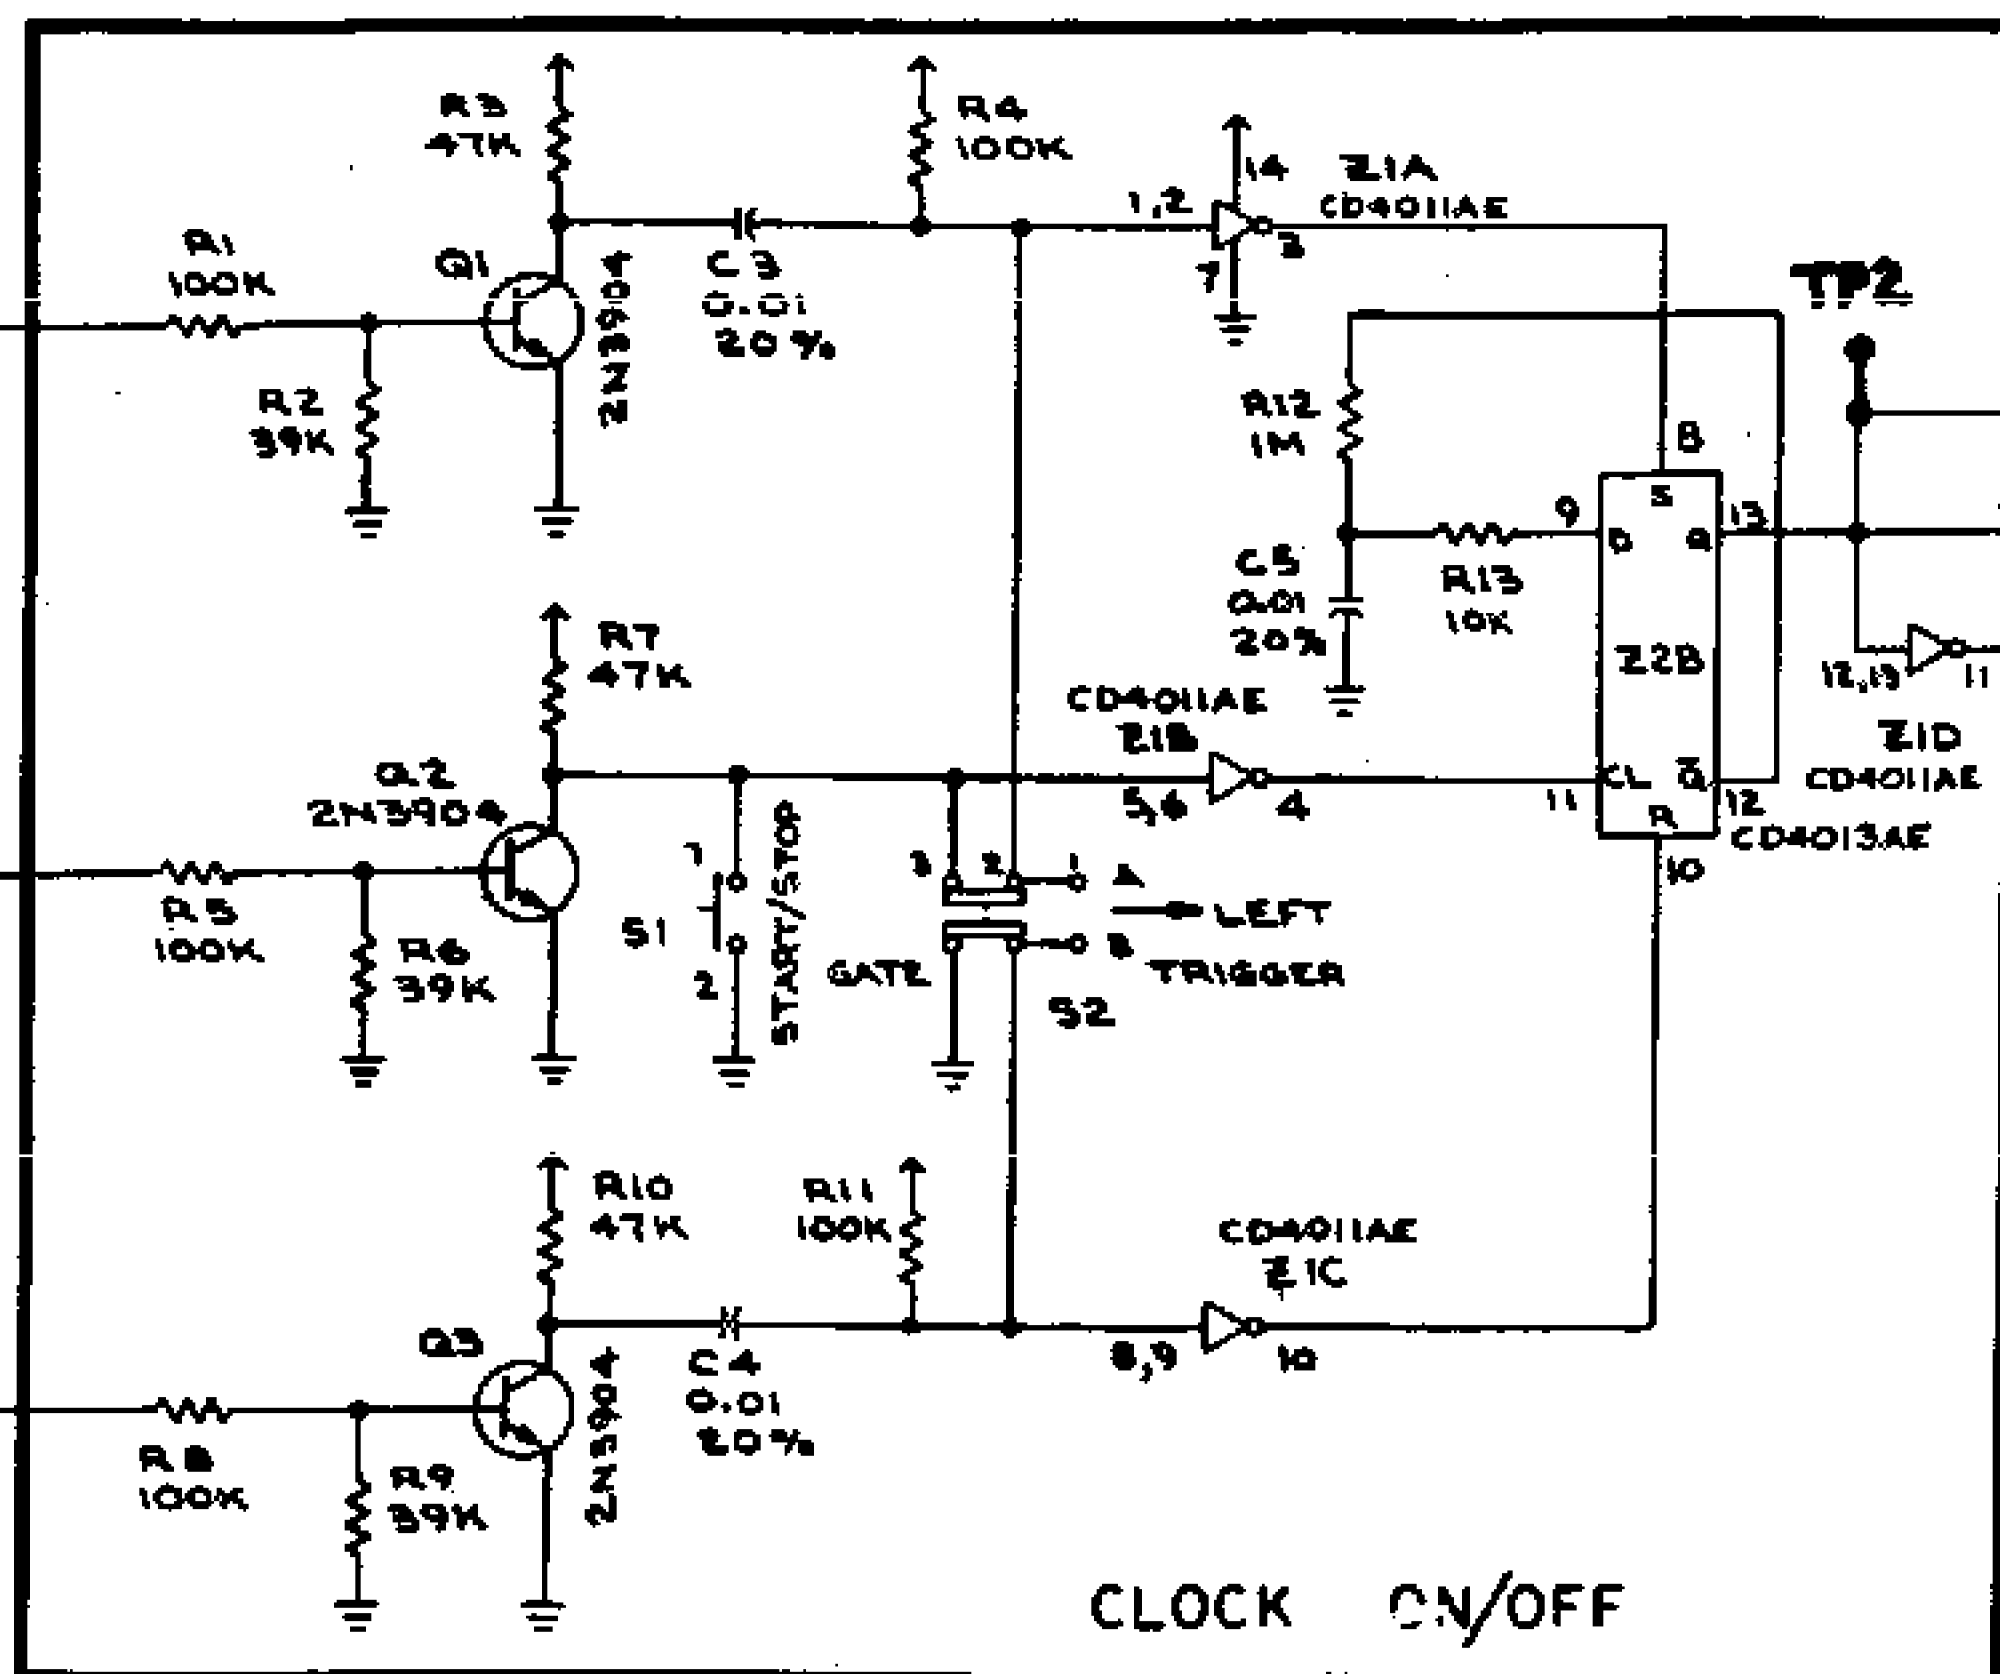 R3
47K
R4
100K
14
Z1A
CD4011AE
1,2
3
7
R1
100K
Q1
2N3904
C3
0.01
20%
TP2
R2
39K
R12
1M
8
S
9
D
Q
13
C5
0.01
20%
R13
10K
Z2B
R7
47K
CD4011AE
Z1B
12,13
11
Z1D
CD4011AE
Q2
2N3904
5,6
4
11
CL
Q̅
12
R
CD4013AE
10
1
S1
2
START/STOP
3
2
1
A
LEFT
B
GATE
TRIGGER
S2
R5
100K
R6
39K
R10
47K
R11
100K
CD4011AE
Z1C
Q3
2N3904
C4
0.01
20%
8,9
10
R8
100K
R9
39K
CLOCK ON/OFF